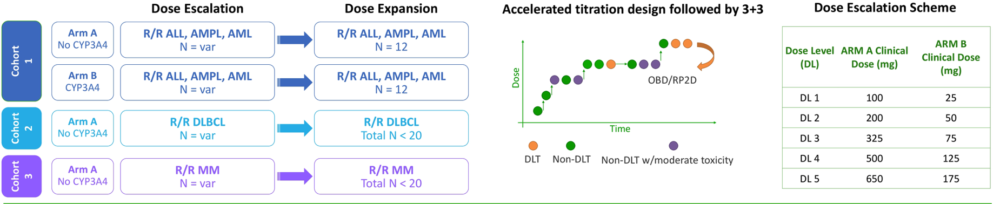 Dose Escalation
Dose Expansion
Cohort
1
Arm A
No CYP3A4
R/R ALL, AMPL, AML
N = var
R/R ALL, AMPL, AML
N = 12
Arm B
CYP3A4
R/R ALL, AMPL, AML
N = var
R/R ALL, AMPL, AML
N = 12
Cohort
2
Arm A
No CYP3A4
R/R DLBCL
N = var
R/R DLBCL
Total N < 20
Cohort
3
Arm A
No CYP3A4
R/R MM
N = var
R/R MM
Total N < 20
Accelerated titration design followed by 3+3
Dose
OBD/RP2D
Time
DLT
Non-DLT
Non-DLT w/moderate toxicity
Dose Escalation Scheme
Dose Level
(DL)
ARM A Clinical
Dose (mg)
ARM B
Clinical Dose
(mg)
DL 1 100 25
DL 2 200 50
DL 3 325 75
DL 4 500 125
DL 5 650 175